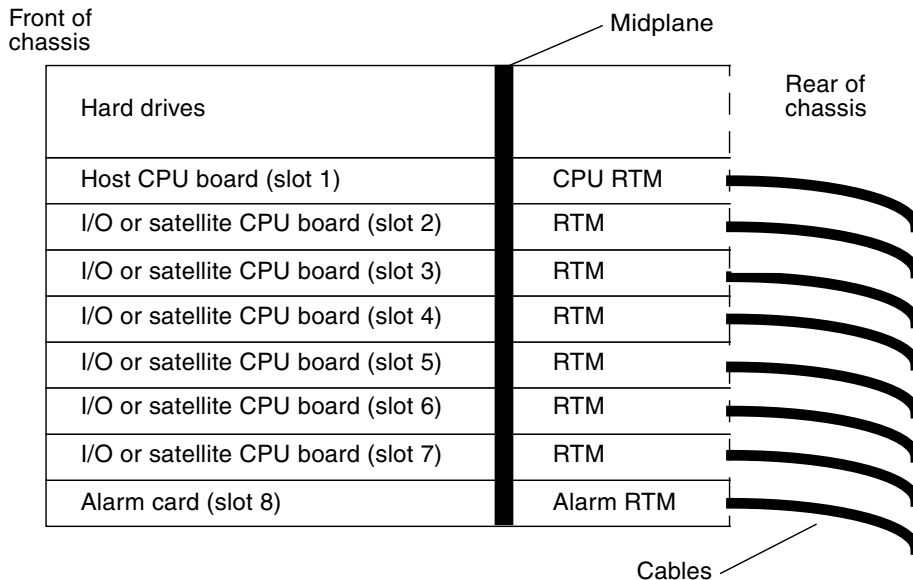 Front of
chassis
Midplane
Rear of
chassis
Hard drives
Host CPU board (slot 1)
CPU RTM
I/O or satellite CPU board (slot 2)
RTM
I/O or satellite CPU board (slot 3)
RTM
I/O or satellite CPU board (slot 4)
RTM
I/O or satellite CPU board (slot 5)
RTM
I/O or satellite CPU board (slot 6)
RTM
I/O or satellite CPU board (slot 7)
RTM
Alarm card (slot 8)
Alarm RTM
Cables